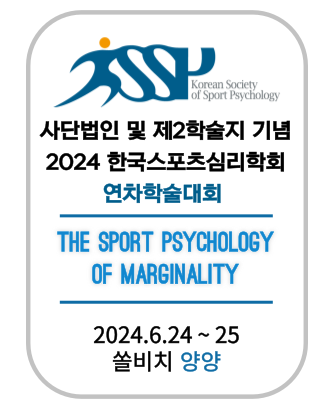 KSSP
Korean Society
of Sport Psychology
사단법인 및 제2학술지 기념
2024 한국스포츠심리학회
연차학술대회
THE SPORT PSYCHOLOGY
OF MARGINALITY
2024.6.24 ~ 25
쏠비치 양양